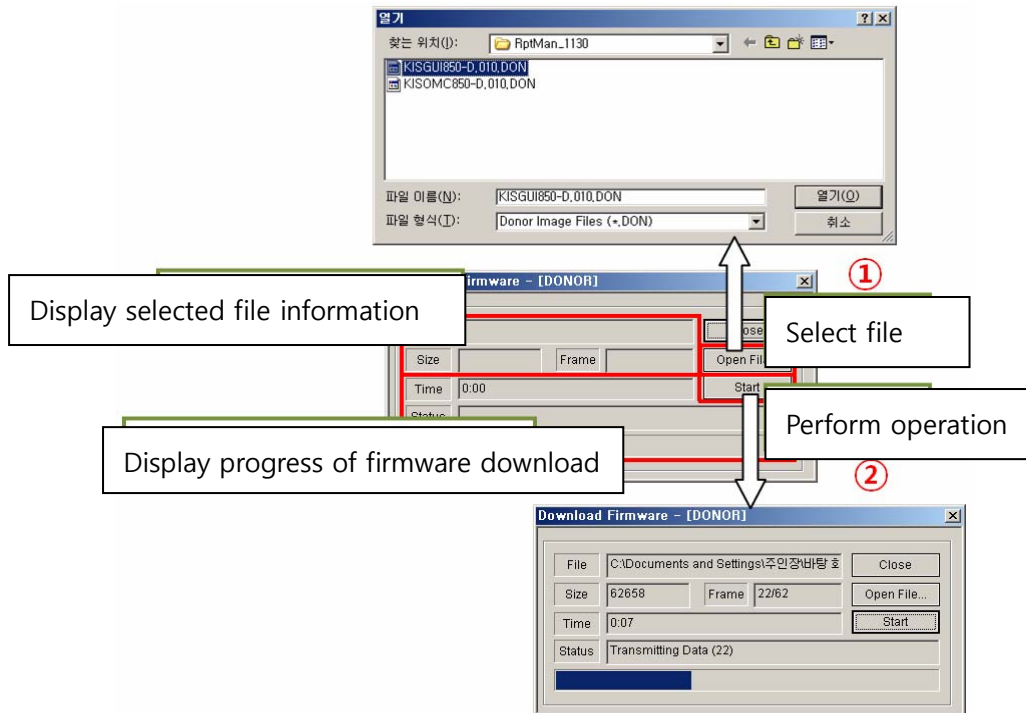 열기
찾는 위치(I):
RptMan_1130
KISGUI850-D,010,DON
KISOMC850-D,010,DON
파일 이름(N):
KISGUI850-D,010,DON
열기(O)
파일 형식(T):
Donor Image Files (*,DON)
취소
①
Firmware - [DONOR]
Display selected file information
Select file
Size
Frame
Open Fil
Time
0:00
Start
Status
Perform operation
Display progress of firmware download
②
Download Firmware - [DONOR]
File
C:\Documents and Settings\주인장\바탕 호
Close
Size
62658
Frame
22/62
Open File...
Time
0:07
Start
Status
Transmitting Data (22)